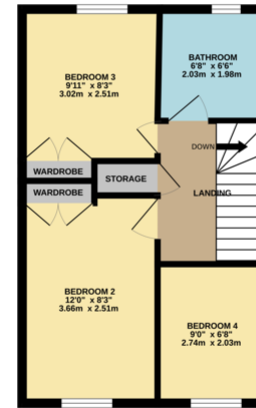 BATHROOM
6'8" x 6'6"
2.03m x 1.98m
BEDROOM 3
9'11" x 8'3"
3.02m x 2.51m
DOWN
WARDROBE
STORAGE
WARDROBE
LANDING
BEDROOM 2
12'0" x 8'3"
3.66m x 2.51m
BEDROOM 4
9'0" x 6'8"
2.74m x 2.03m